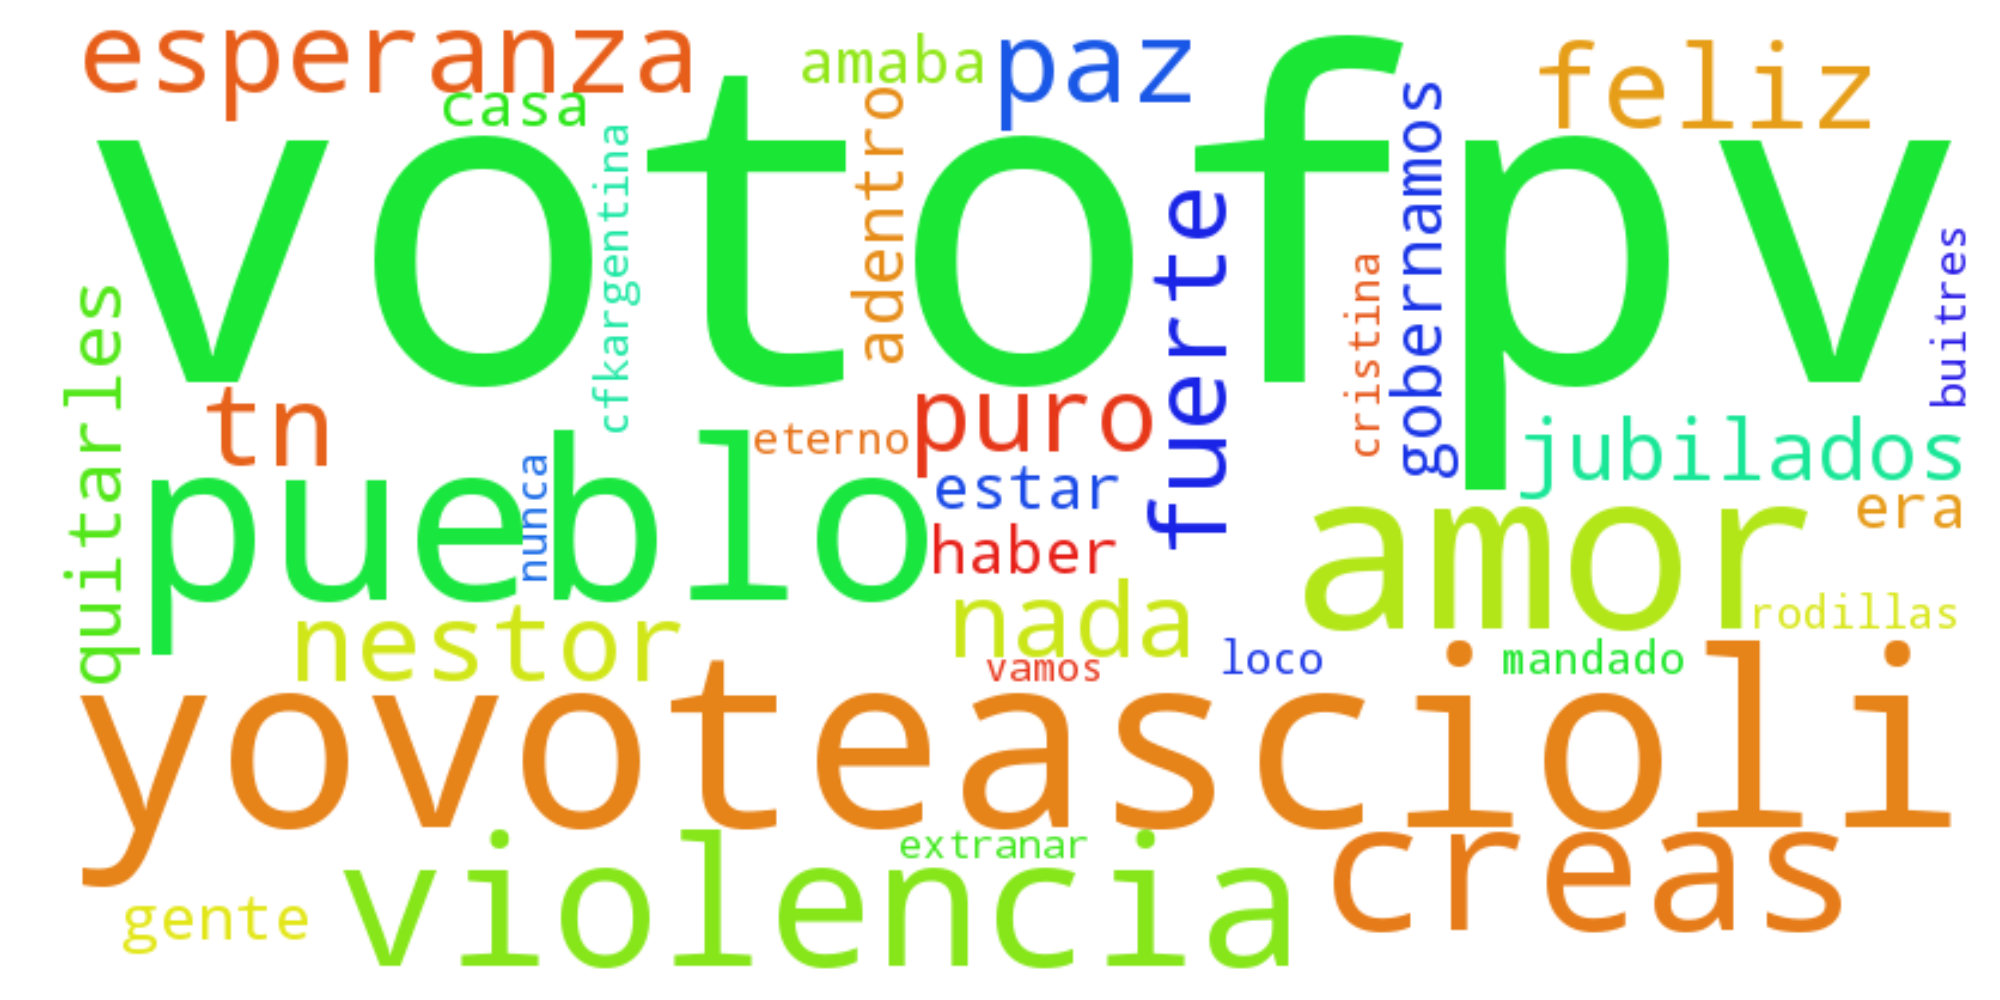 esperanza
amaba
paz
feliz
casa
votofpv
cfkargentina
adentro
fuerte
cristina
gobernamos
buitres
quitarles
tn
eterno
puro
jubilados
pueblo
nunca
estar
era
haber
amor
nestor
nada
rodillas
vamos
loco
mandado
yovoteascioli
extranar
creas
gente
violencia